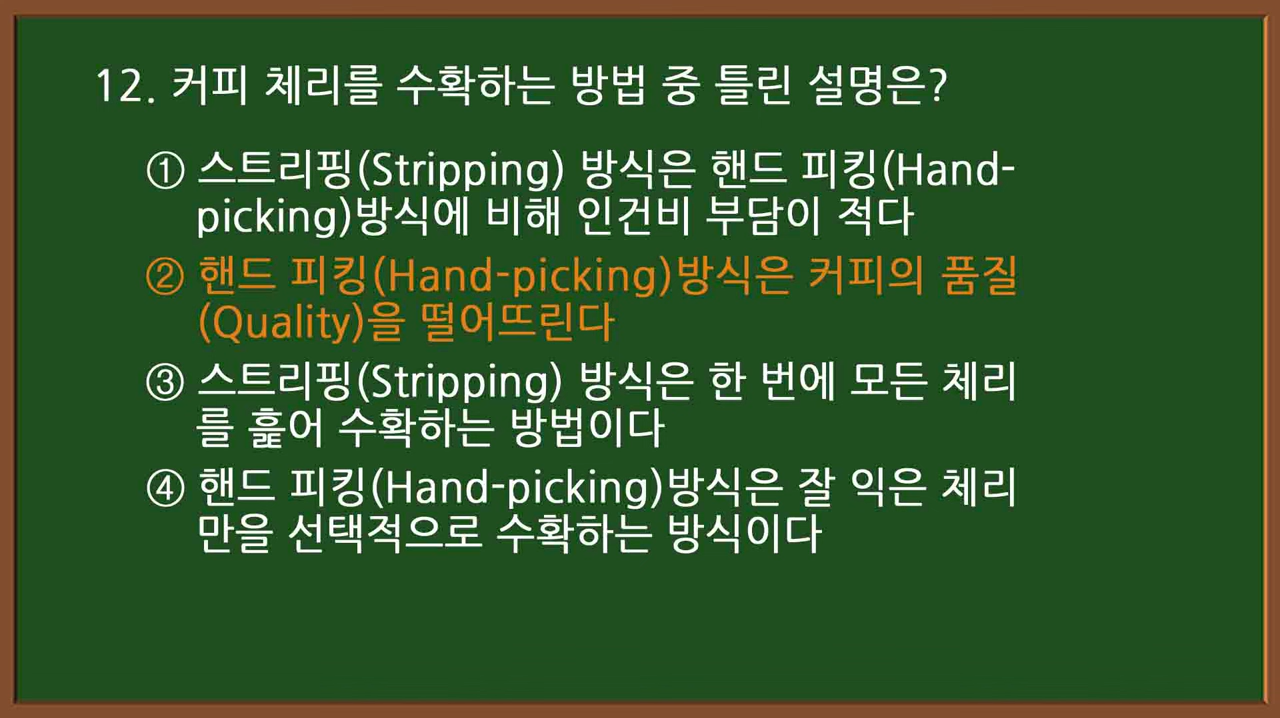 12. 커피 체리를 수확하는 방법 중 틀린 설명은?
① 스트리핑(Stripping) 방식은 핸드 피킹(Hand-
picking)방식에 비해 인건비 부담이 적다
② 핸드 피킹(Hand-picking)방식은 커피의 품질
(Quality)을 떨어뜨린다
③ 스트리핑(Stripping) 방식은 한 번에 모든 체리
를 훑어 수확하는 방법이다
④ 핸드 피킹(Hand-picking)방식은 잘 익은 체리
만을 선택적으로 수확하는 방식이다